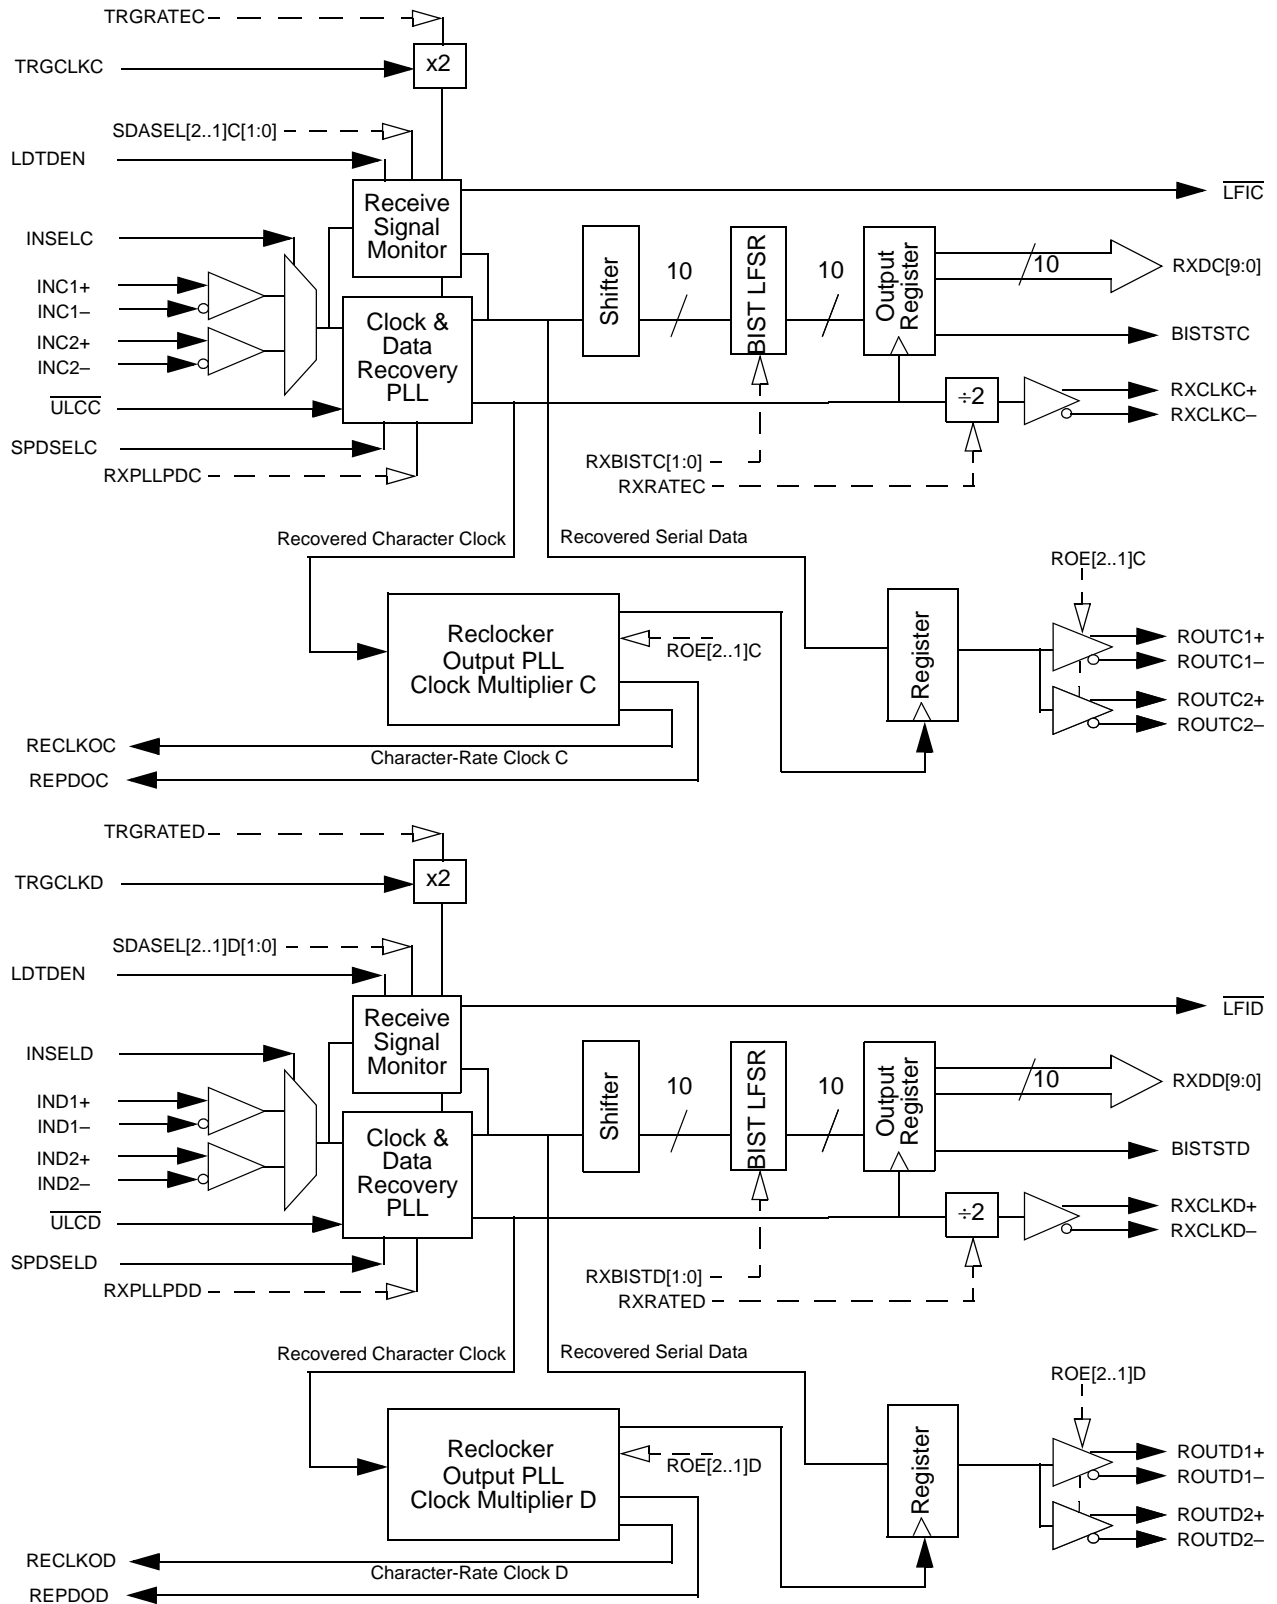 TRGRATEC
x2
TRGCLKC
SDASEL[2..1]C[1:0]
LDTDEN
Receive
Signal
Monitor
LFIC
INSELC
INC1+
INC1–
INC2+
INC2–
Clock &
Data
Recovery
PLL
Shifter
10
BIST LFSR
10
Output
Register
10
RXDC[9:0]
BISTSTC
RXCLKC+
RXCLKC–
÷2
ULCC
SPDSELC
RXPLLPDC
RXBISTC[1:0]
RXRATEC
Recovered Character Clock
Recovered Serial Data
ROE[2..1]C
Reclocker
Output PLL
Clock Multiplier C
ROE[2..1]C
Register
ROUTC1+
ROUTC1–
ROUTC2+
ROUTC2–
RECLKOC
Character-Rate Clock C
REPDOC
TRGRATED
x2
TRGCLKD
SDASEL[2..1]D[1:0]
LDTDEN
Receive
Signal
Monitor
LFID
INSELD
IND1+
IND1–
IND2+
IND2–
Clock &
Data
Recovery
PLL
Shifter
10
BIST LFSR
10
Output
Register
10
RXDD[9:0]
BISTSTD
RXCLKD+
RXCLKD–
÷2
ULCD
SPDSELD
RXPLLPDD
RXBISTD[1:0]
RXRATED
Recovered Character Clock
Recovered Serial Data
ROE[2..1]D
Reclocker
Output PLL
Clock Multiplier D
ROE[2..1]D
Register
ROUTD1+
ROUTD1–
ROUTD2+
ROUTD2–
RECLKOD
Character-Rate Clock D
REPDOD